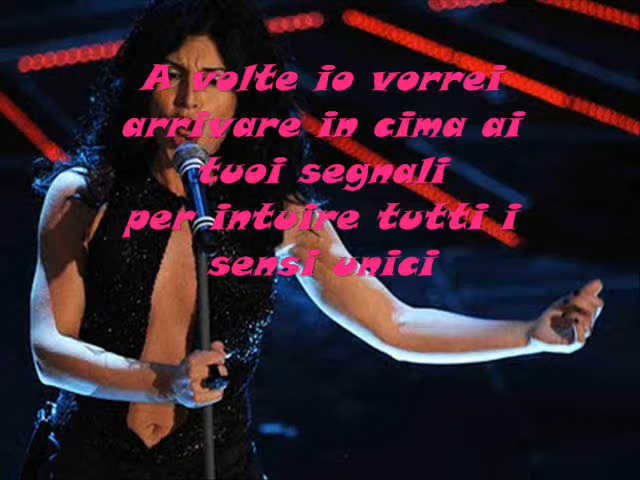 A volte io vorrei
arrivare in cima ai
tuoi segnali
per intuire tutti i
sensi unici